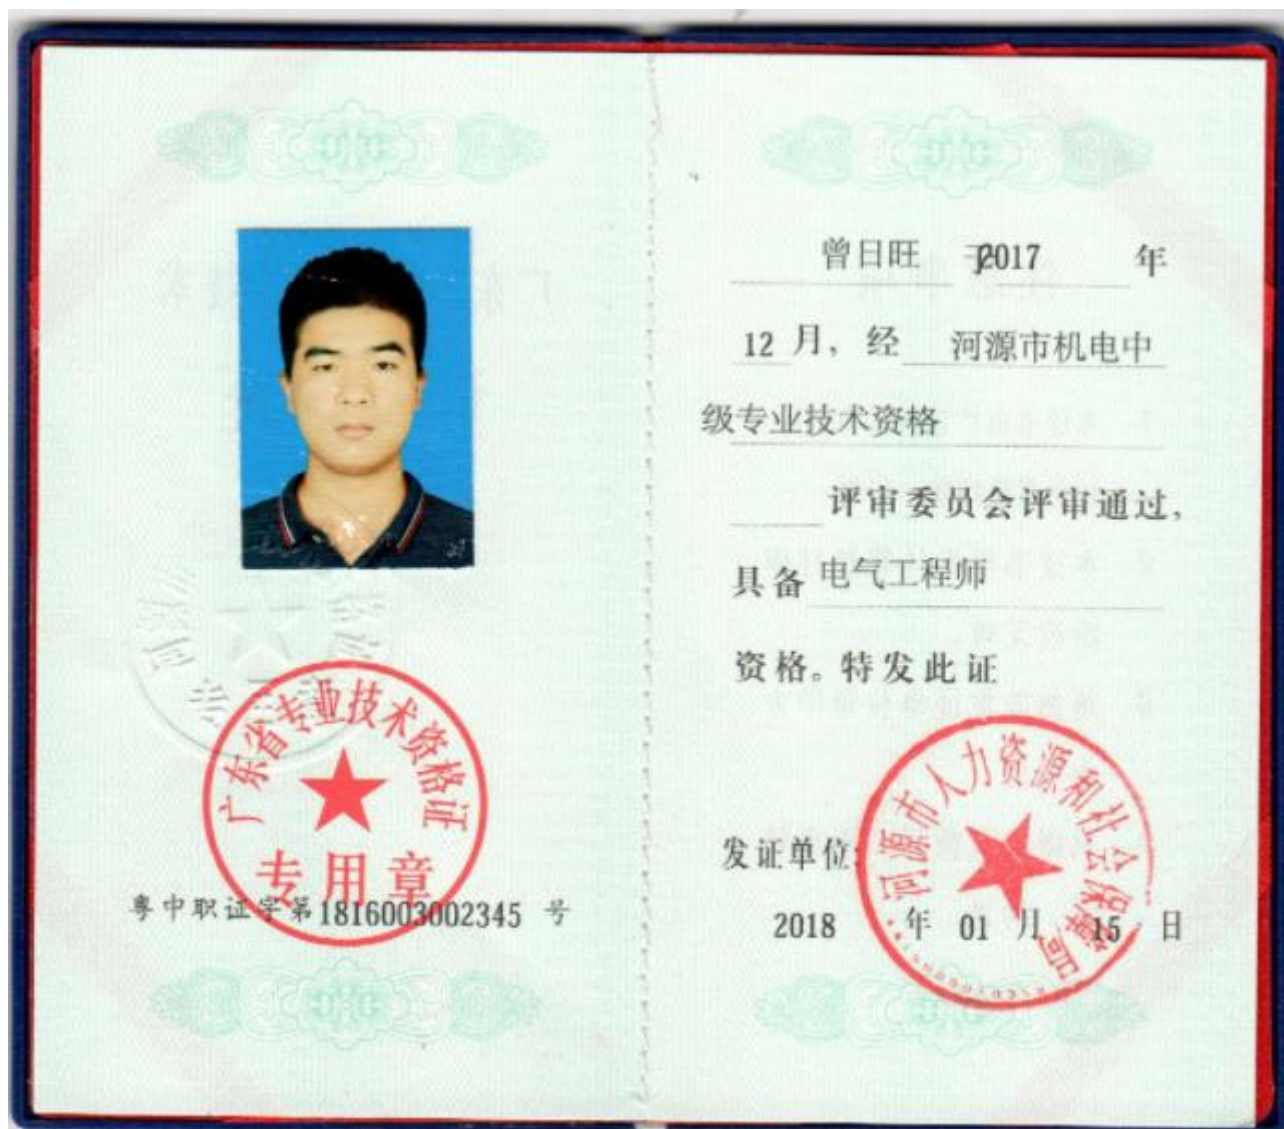 广东省专业技术资格证
专用章
粤中职证字第1816003002345 号
曾日旺 于2017 年
12 月，经 河源市机电中
级专业技术资格
评审委员会评审通过，
具备 电气工程师
资格。特发此证
河源市人力资源和社会保障局
发证单位:
2018 年 01 月 15 日